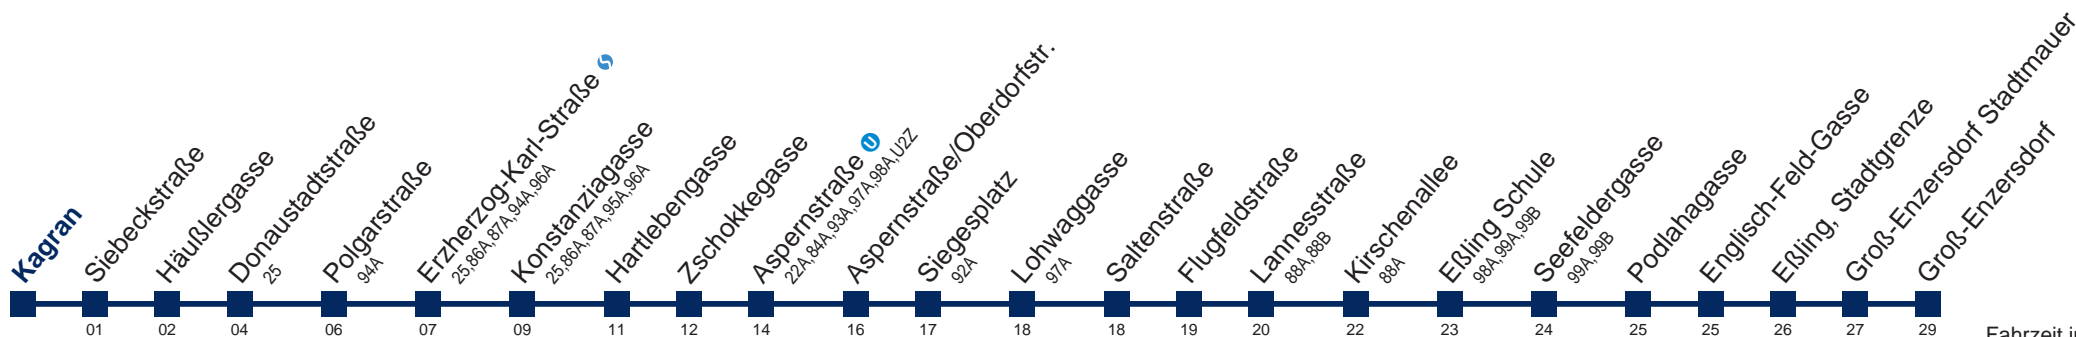 Kagran
Siebeckstraße
Häußlergasse
Donaustadtstraße
25
Polgarstraße
94A
Erzherzog-Karl-Straße S
25,86A,87A,94A,96A
Konstanziagasse
25,86A,87A,95A,96A
Hartlebengasse
Zschokkegasse
Aspernstraße U
22A,84A,93A,97A,98A,U2Z
Aspernstraße/Oberdorfstr.
Siegesplatz
92A
Lohwaggasse
97A
Saltenstraße
Flugfeldstraße
Lannesstraße
88A,88B
Kirschenallee
88A
Eßling Schule
98A,99A,99B
Seefeldergasse
99A,99B
Podlahagasse
Englisch-Feld-Gasse
Eßling, Stadtgrenze
Groß-Enzersdorf Stadtmauer
Groß-Enzersdorf
01 02 04 06 07 09 11 12 14 16 17 18 18 19 20 22 23 24 25 25 26 27 29
Fahrzeit i